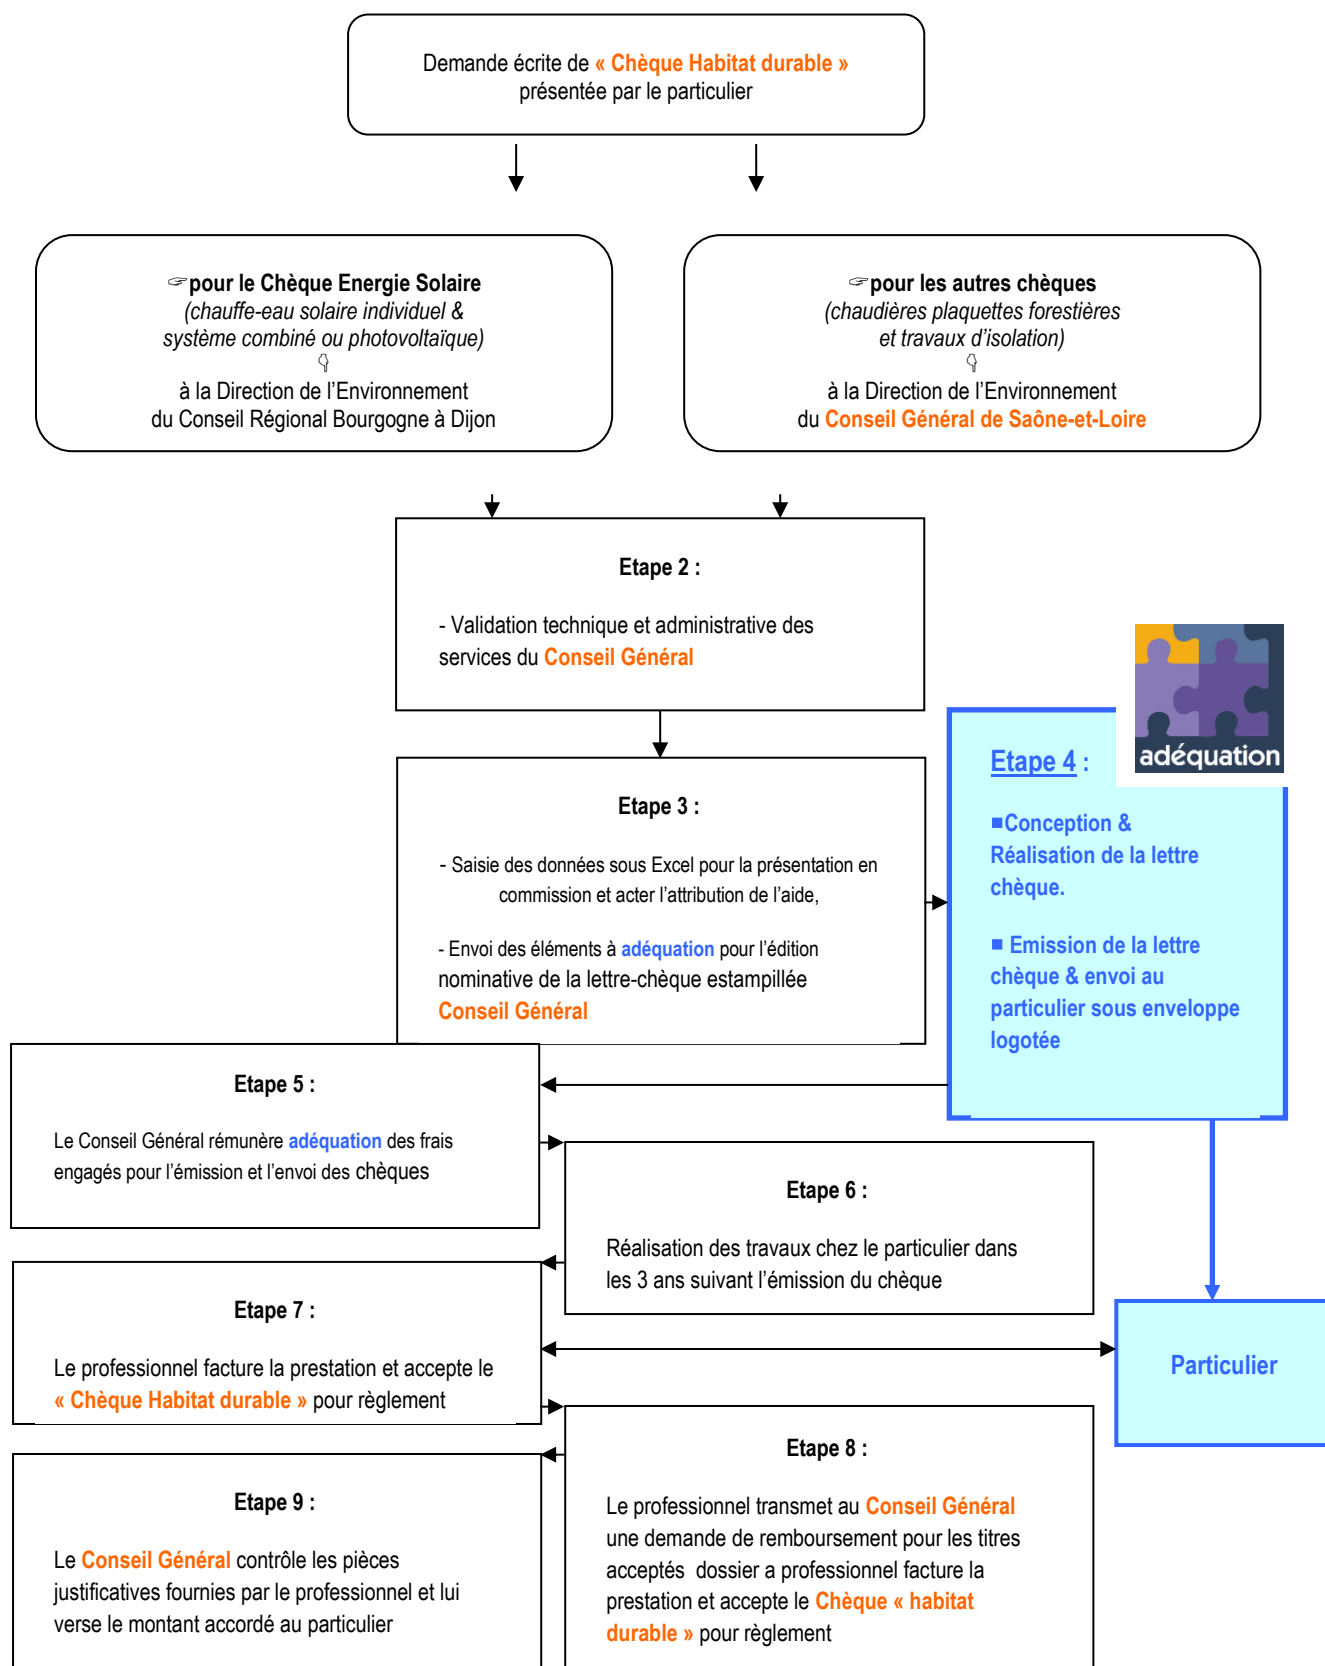 Demande écrite de « Chèque Habitat durable »
présentée par le particulier
☞pour le Chèque Energie Solaire
(chauffe-eau solaire individuel &
système combiné ou photovoltaïque)
☟
à la Direction de l’Environnement
du Conseil Régional Bourgogne à Dijon
☞pour les autres chèques
(chaudières plaquettes forestières
et travaux d’isolation)
☟
à la Direction de l’Environnement
du Conseil Général de Saône-et-Loire
Etape 2 :
- Validation technique et administrative des
services du Conseil Général
Etape 3 :
- Saisie des données sous Excel pour la présentation en
commission et acter l’attribution de l’aide,
- Envoi des éléments à adéquation pour l’édition
nominative de la lettre-chèque estampillée
Conseil Général
adéquation
Etape 4 :
■Conception &
Réalisation de la lettre
chèque.
■ Emission de la lettre
chèque & envoi au
particulier sous enveloppe
logotée
Etape 5 :
Le Conseil Général rémunère adéquation des frais
engagés pour l’émission et l’envoi des chèques
Etape 6 :
Réalisation des travaux chez le particulier dans
les 3 ans suivant l’émission du chèque
Etape 7 :
Le professionnel facture la prestation et accepte le
« Chèque Habitat durable » pour règlement
Particulier
Etape 8 :
Le professionnel transmet au Conseil Général
une demande de remboursement pour les titres
acceptés  dossier a professionnel facture la
prestation et accepte le Chèque « habitat
durable » pour règlement
Etape 9 :
Le Conseil Général contrôle les pièces
justificatives fournies par le professionnel et lui
verse le montant accordé au particulier